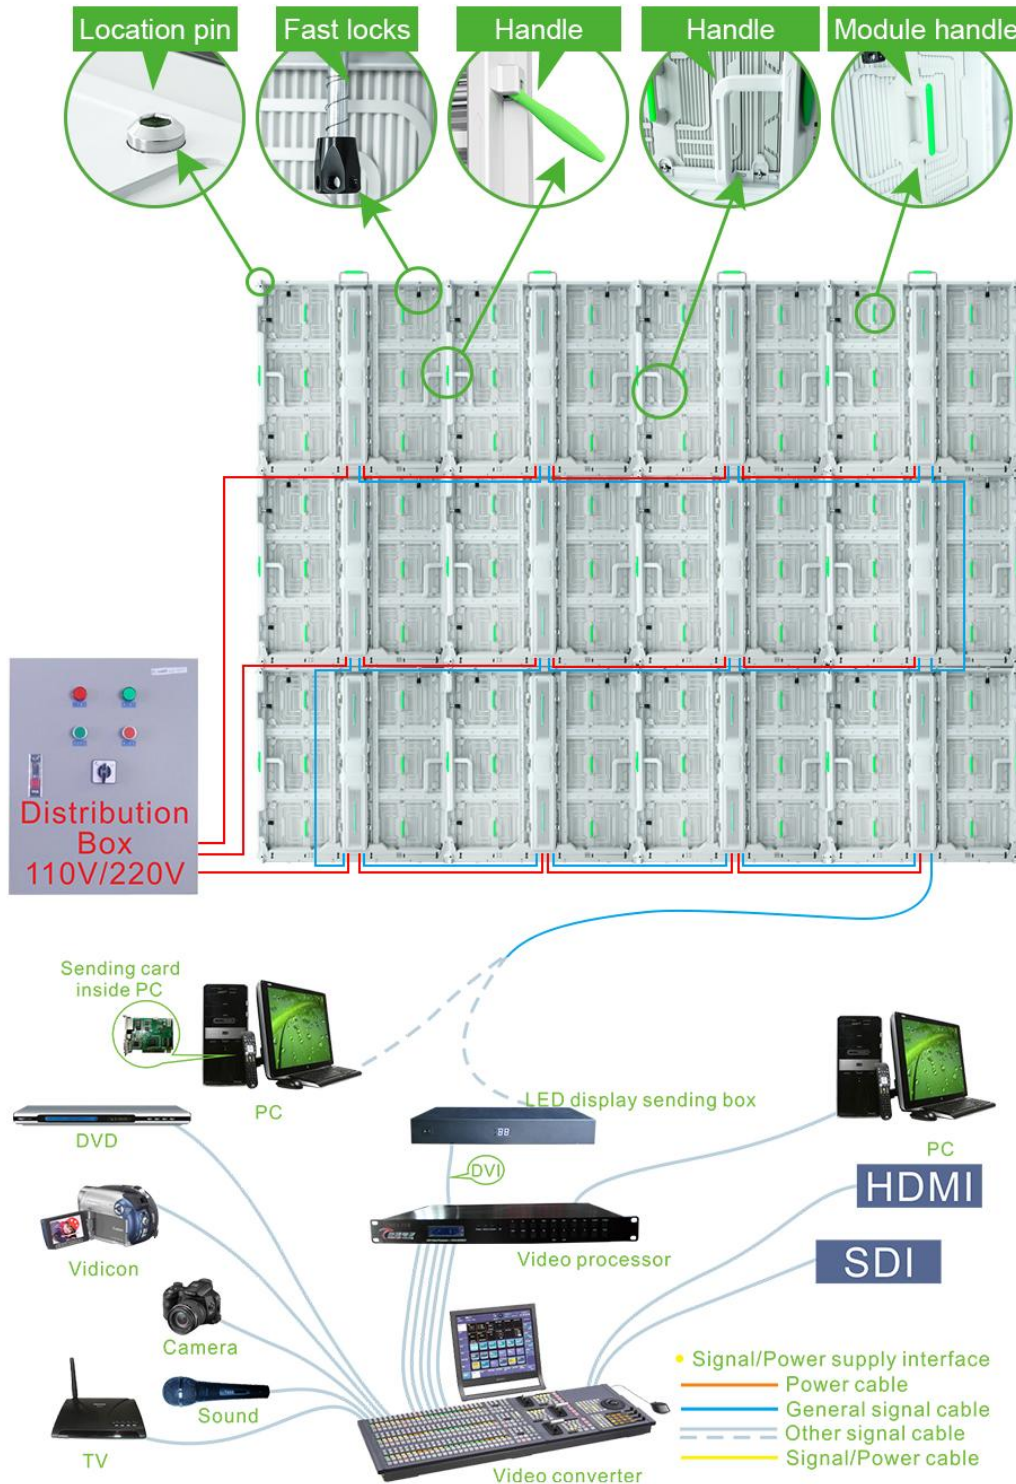 Location pin
Fast locks
Handle
Handle
Module handle
Distribution
Box
110V/220V
Sending card
inside PC
PC
LED display sending box
PC
DVD
DVI
HDMI
Vidicon
Video processor
SDI
Camera
Signal/Power supply interface
Power cable
Sound
General signal cable
Other signal cable
TV
Video converter
Signal/Power cable